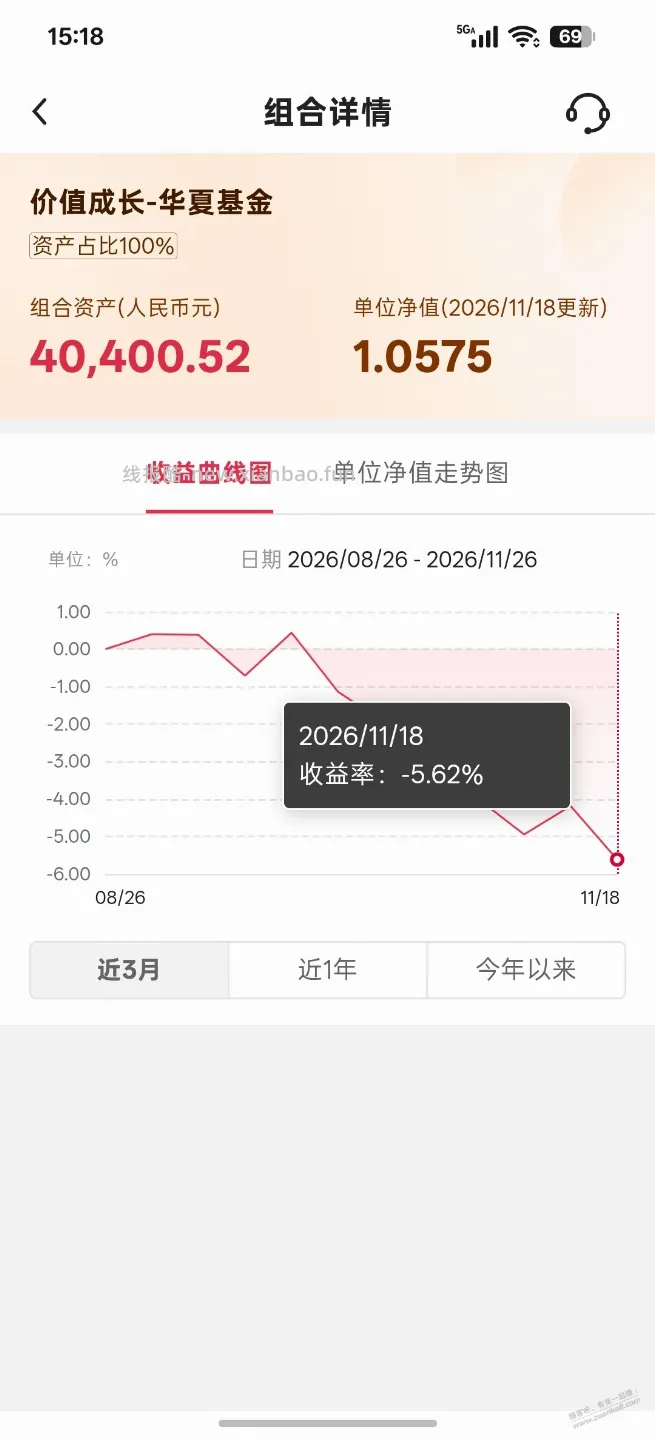 15:18
5GA
69
组合详情
价值成长-华夏基金
资产占比100%
组合资产(人民币元)
单位净值(2026/11/18更新)
40,400.52
1.0575
收益曲线图
单位净值走势图
单位：%
日期 2026/08/26 - 2026/11/26
1.00
0.00
-1.00
-2.00
-3.00
-4.00
-5.00
-6.00
2026/11/18
收益率：-5.62%
08/26
11/18
近3月
近1年
今年以来
www.zuanke8.com